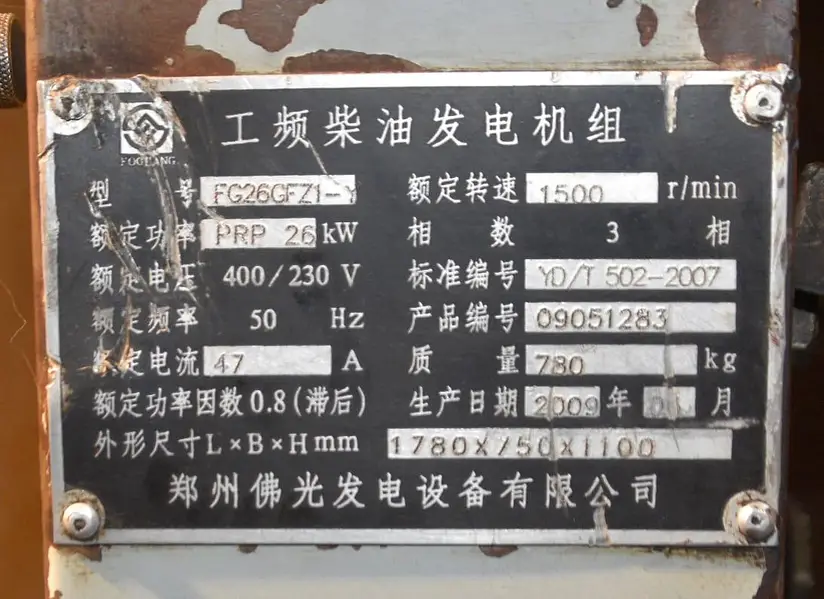 FOGUANG
工频柴油发电机组
型 号 FG26GFZ1-Y 额定转速 1500 r/min
额定功率 PRP 26 kW 相 数 3 相
额定电压 400/230 V 标准编号 YD/T 502-2007
额定频率 50 Hz 产品编号 09051283
额定电流 47 A 质 量 780 kg
额定功率因数 0.8 (滞后) 生产日期 2009 年 月
外形尺寸 L×B×H mm 1780X750X1100
郑州佛光发电设备有限公司